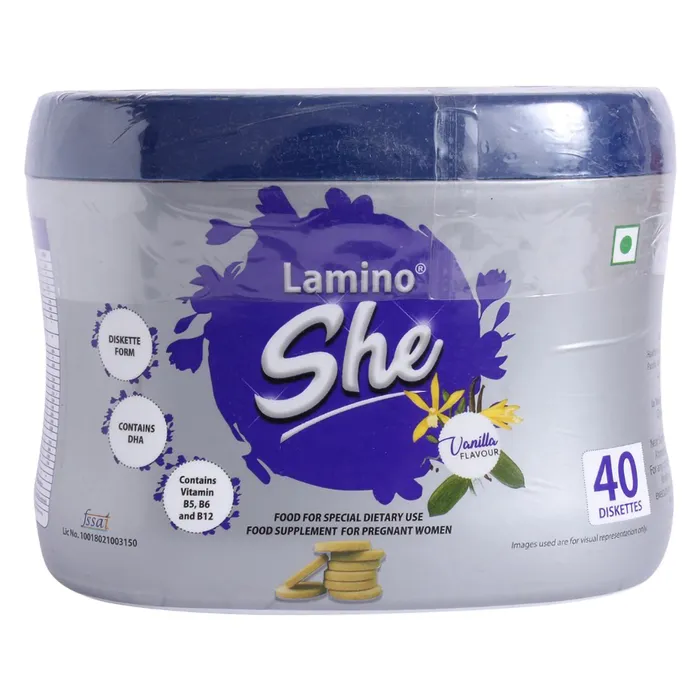 Lamino®
She
DISKETTE
FORM
CONTAINS
DHA
Contains
Vitamin
B5, B6
and B12
Vanilla
FLAVOUR
40
DISKETTES
fssai
Lic No. 10018021003150
FOOD FOR SPECIAL DIETARY USE
FOOD SUPPLEMENT FOR PREGNANT WOMEN
Images used are for visual representation only.